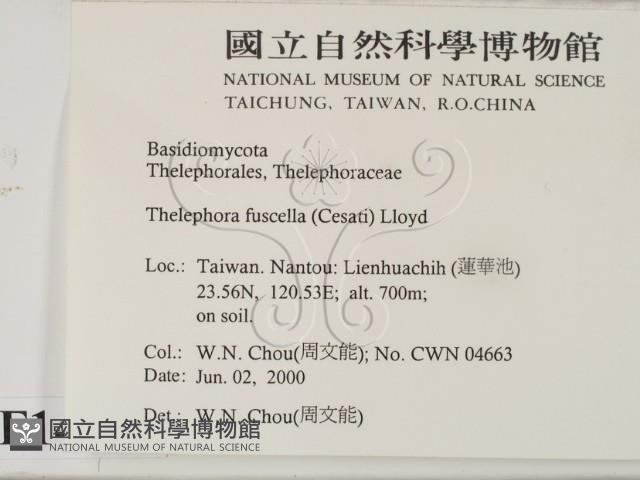 國立自然科學博物館
NATIONAL MUSEUM OF NATURAL SCIENCE
TAICHUNG, TAIWAN, R.O.CHINA
Basidiomycota
Thelephorales, Thelephoraceae
Thelephora fuscella (Cesati) Lloyd
Loc.: Taiwan. Nantou: Lienhuachih (蓮華池)
23.56N, 120.53E; alt. 700m;
on soil.
Col.: W.N. Chou(周文能); No. CWN 04663
Date: Jun. 02, 2000
Det.: W.N. Chou(周文能)
國立自然科學博物館
NATIONAL MUSEUM OF NATURAL SCIENCE